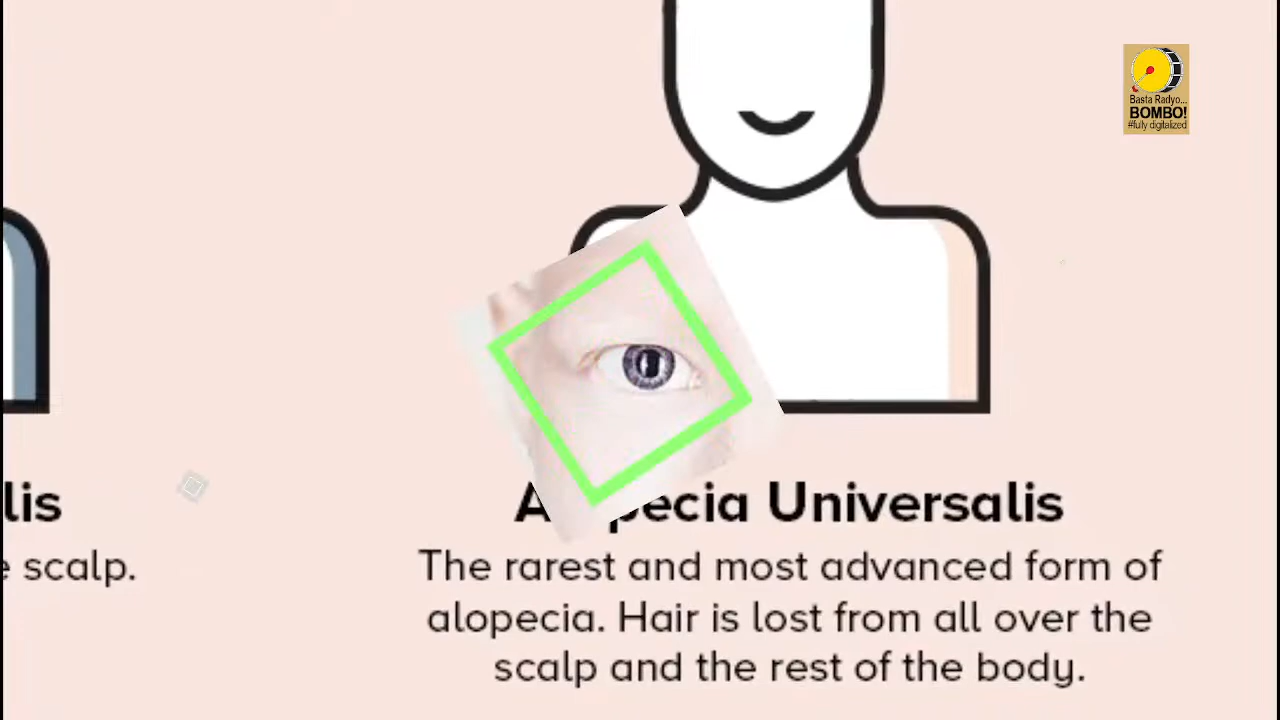 Basta Radyo...
BOMBO!
#fully digitalized
lis
scalp.
Universalis
The rarest and most advanced form of
alopecia. Hair is lost from all over the
scalp and the rest of the body.